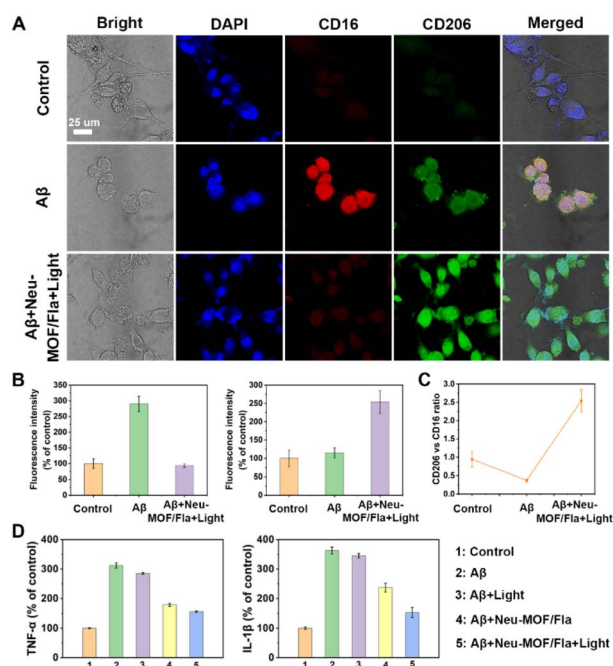 A
Bright DAPI CD16 CD206 Merged
Control
25 um
Aβ
Aβ+Neu-
MOF/Fla+Light
B
Fluorescence intensity
(% of control)
350
300
250
200
150
100
50
0
Control Aβ Aβ+Neu-
MOF/Fla+Light
Fluorescence intensity
(% of control)
300
250
200
150
100
50
0
Control Aβ Aβ+Neu-
MOF/Fla+Light
C
CD206 vs CD16 ratio
3.0
2.5
2.0
1.5
1.0
0.5
0.0
Control Aβ Aβ+Neu-
MOF/Fla+Light
D
TNF-α (% of control)
400
300
200
100
0
1 2 3 4 5
IL-1β (% of control)
400
300
200
100
0
1 2 3 4 5
1: Control
2: Aβ
3: Aβ+Light
4: Aβ+Neu-MOF/Fla
5: Aβ+Neu-MOF/Fla+Light